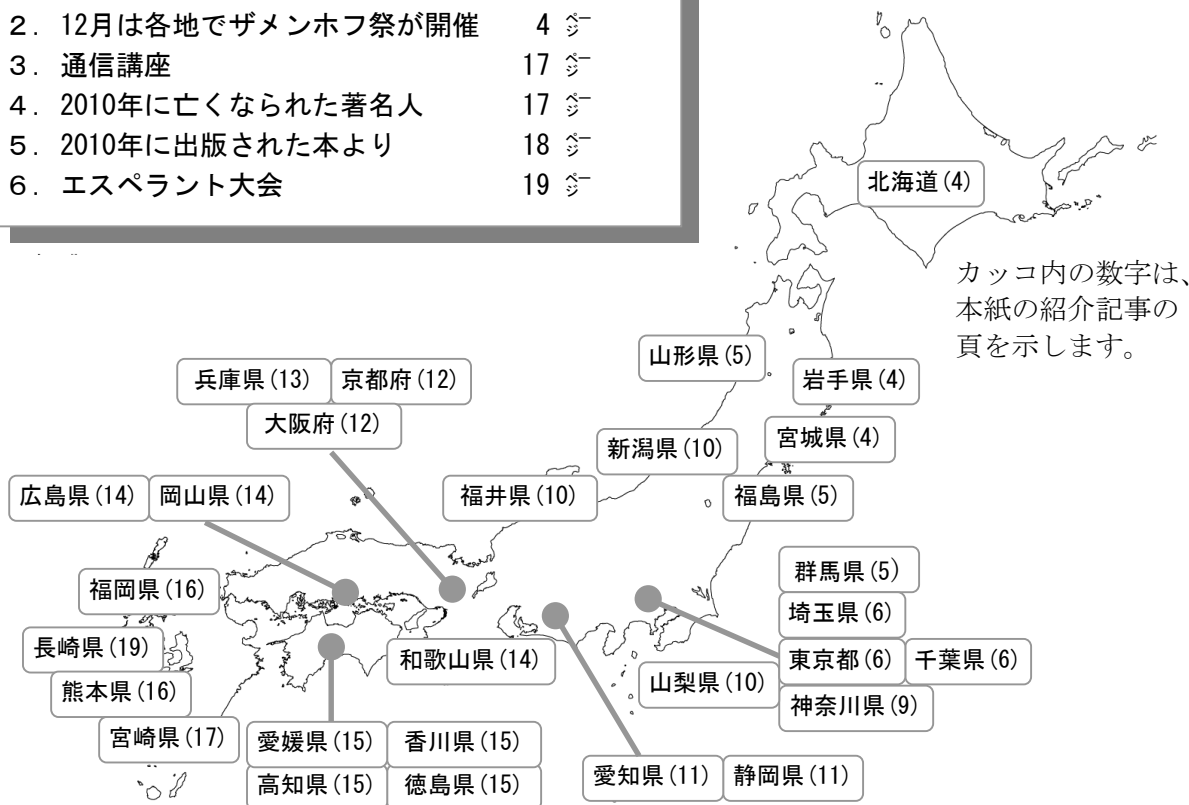 ２．12月は各地でザメンホフ祭が開催　4 ページ
３．通信講座　17 ページ
４．2010年に亡くなられた著名人　17 ページ
５．2010年に出版された本より　18 ページ
６．エスペラント大会　19 ページ
北海道(4)
カッコ内の数字は、
本紙の紹介記事の
頁を示します。
山形県(5)
岩手県(4)
兵庫県(13)　京都府(12)
大阪府(12)
新潟県(10)
宮城県(4)
広島県(14)　岡山県(14)
福井県(10)
福島県(5)
群馬県(5)
福岡県(16)
埼玉県(6)
長崎県(19)
和歌山県(14)
東京都(6)　千葉県(6)
熊本県(16)
山梨県(10)
神奈川県(9)
宮崎県(17)
愛媛県(15)　香川県(15)
高知県(15)　徳島県(15)
愛知県(11)　静岡県(11)